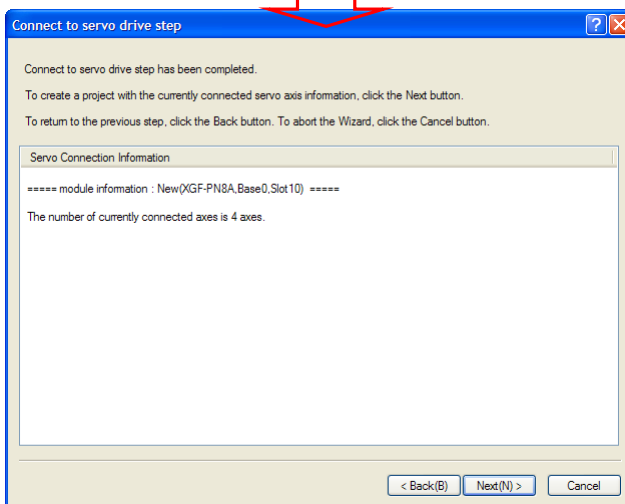 Connect to servo drive step
Connect to servo drive step has been completed.
To create a project with the currently connected servo axis information, click the Next button.
To return to the previous step, click the Back button. To abort the Wizard, click the Cancel button.
Servo Connection Information
===== module information : New(XGF-PN8A,Base0,Slot10) =====
The number of currently connected axes is 4 axes.
< Back(B) Next(N) > Cancel